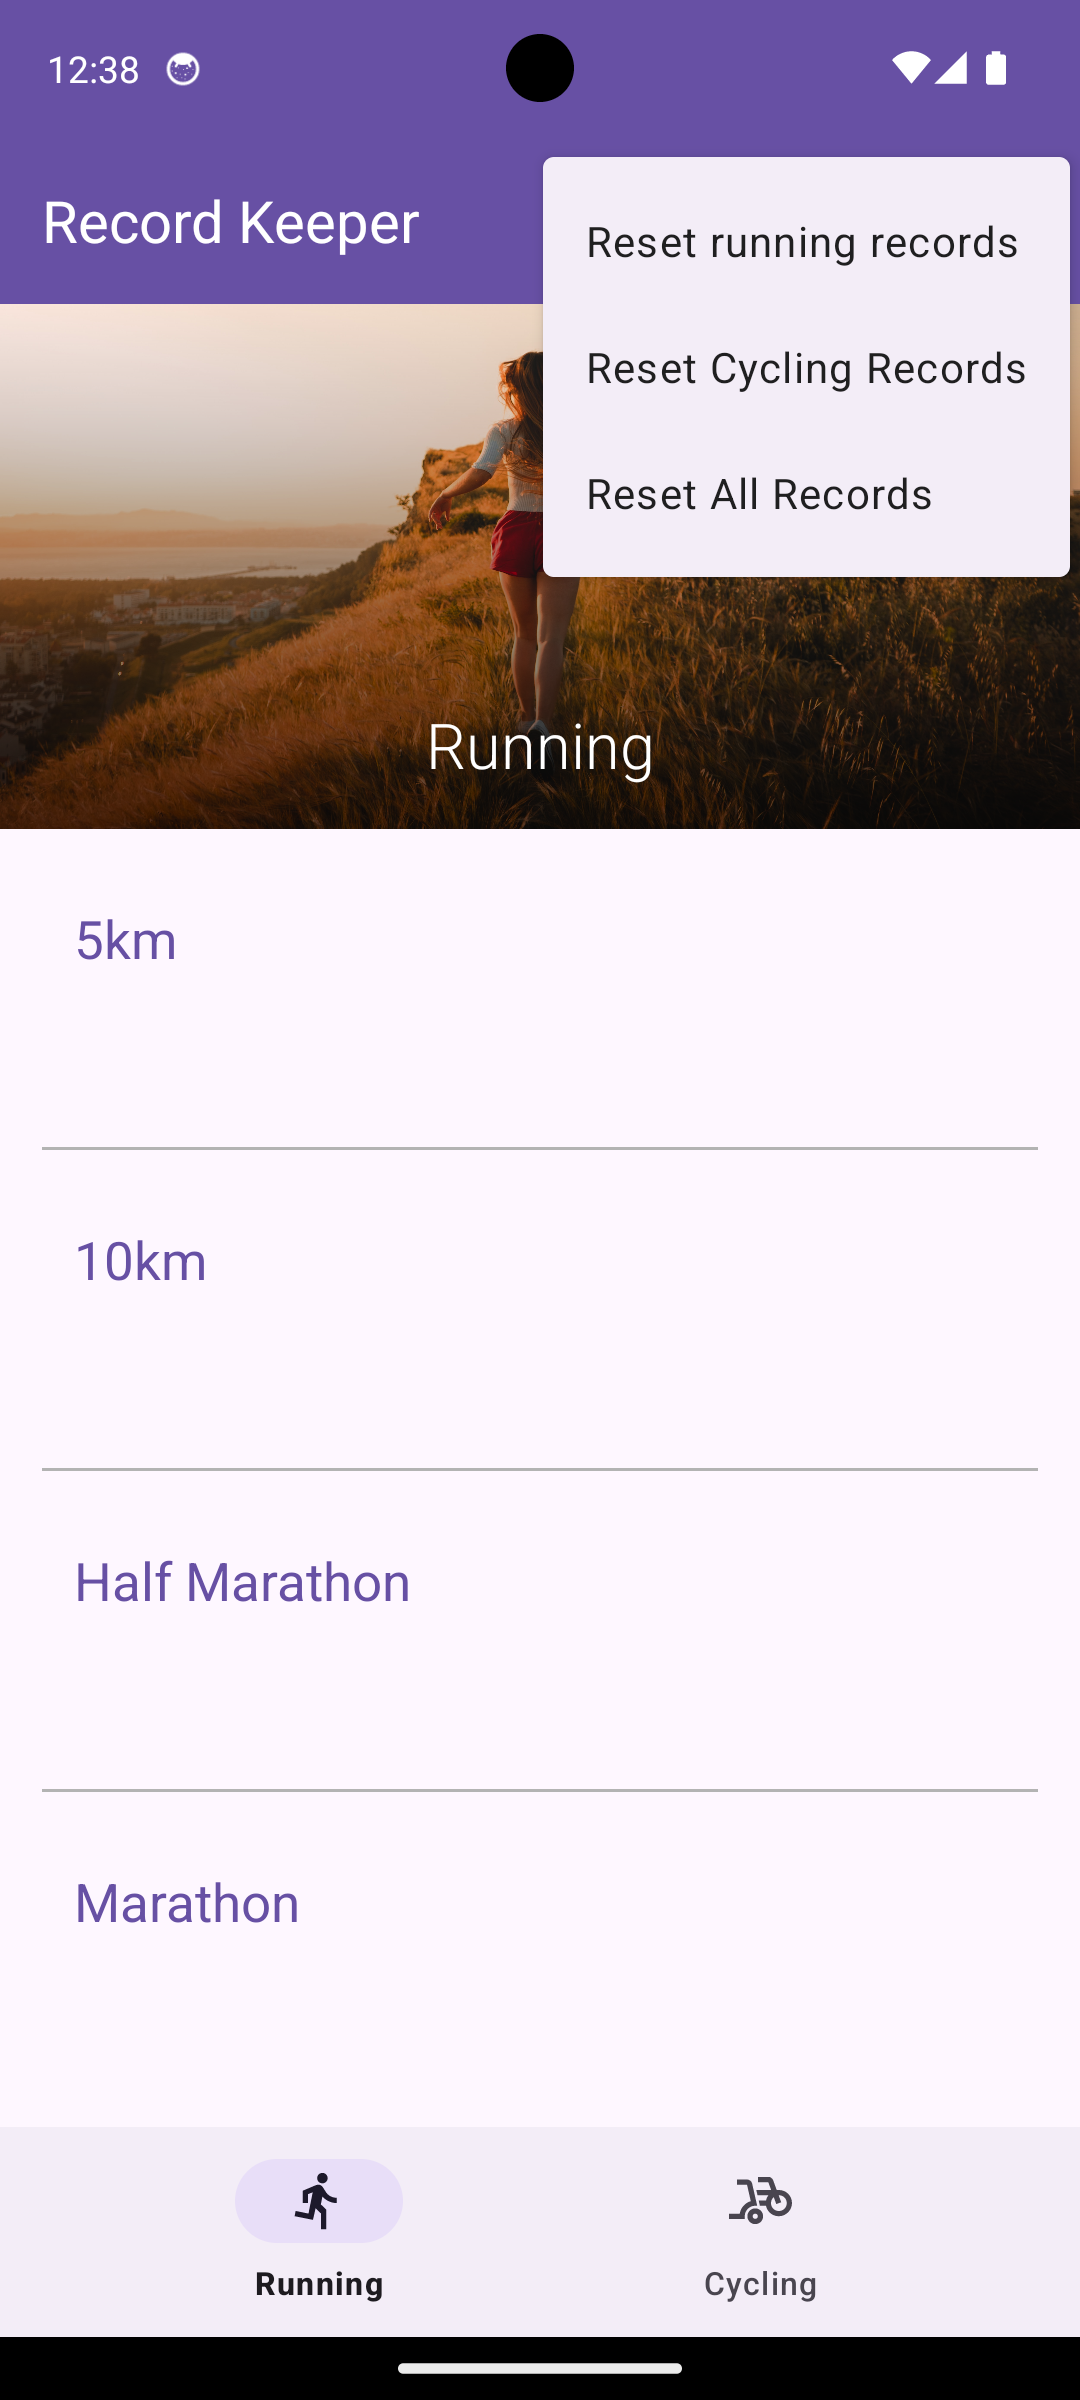 12:38
Record Keeper
Reset running records
Reset Cycling Records
Reset All Records
Running
5km
10km
Half Marathon
Marathon
Running
Cycling